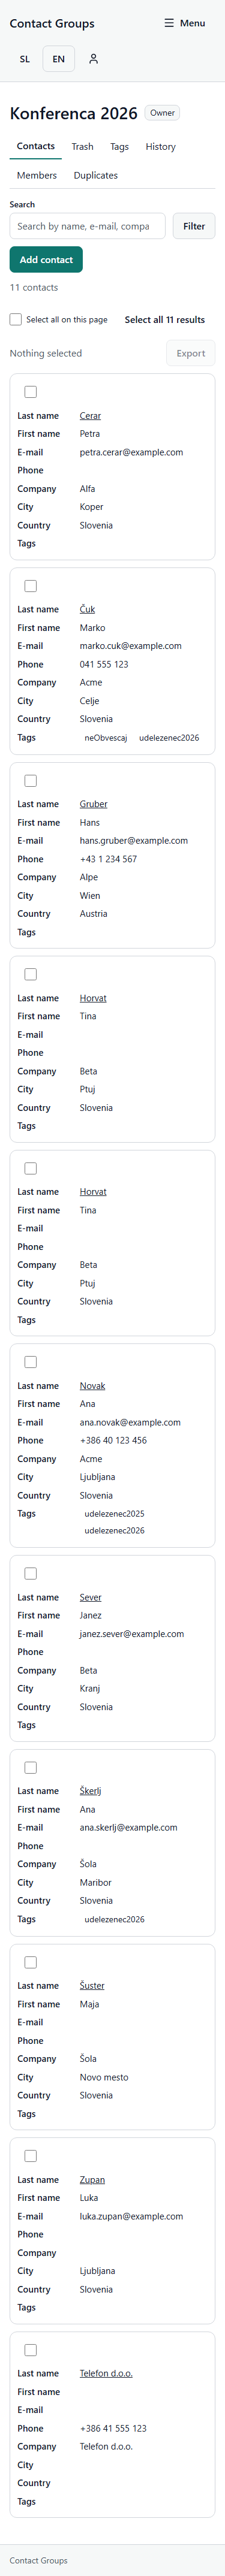 Contact Groups
Menu
SL EN
Konferenca 2026 Owner
Contacts Trash Tags History
Members Duplicates
Search
Search by name, e-mail, compa Filter
Add contact
11 contacts
Select all on this page Select all 11 results
Nothing selected Export
Last name Cerar
First name Petra
E-mail petra.cerar@example.com
Phone
Company Alfa
City Koper
Country Slovenia
Tags
Last name Čuk
First name Marko
E-mail marko.cuk@example.com
Phone 041 555 123
Company Acme
City Celje
Country Slovenia
Tags neObvescaj udelezenec2026
Last name Gruber
First name Hans
E-mail hans.gruber@example.com
Phone +43 1 234 567
Company Alpe
City Wien
Country Austria
Tags
Last name Horvat
First name Tina
E-mail
Phone
Company Beta
City Ptuj
Country Slovenia
Tags
Last name Horvat
First name Tina
E-mail
Phone
Company Beta
City Ptuj
Country Slovenia
Tags
Last name Novak
First name Ana
E-mail ana.novak@example.com
Phone +386 40 123 456
Company Acme
City Ljubljana
Country Slovenia
Tags udelezenec2025
udelezenec2026
Last name Sever
First name Janez
E-mail janez.sever@example.com
Phone
Company Beta
City Kranj
Country Slovenia
Tags
Last name Škerlj
First name Ana
E-mail ana.skerlj@example.com
Phone
Company Šola
City Maribor
Country Slovenia
Tags udelezenec2026
Last name Šuster
First name Maja
E-mail
Phone
Company Šola
City Novo mesto
Country Slovenia
Tags
Last name Zupan
First name Luka
E-mail luka.zupan@example.com
Phone
Company
City Ljubljana
Country Slovenia
Tags
Last name Telefon d.o.o.
First name
E-mail
Phone +386 41 555 123
Company Telefon d.o.o.
City
Country
Tags
Contact Groups